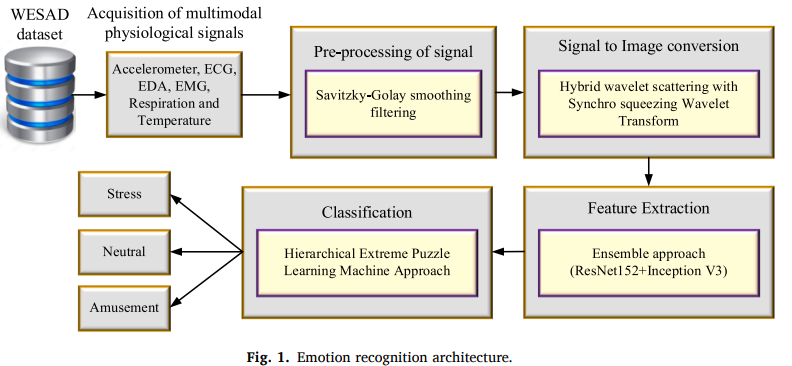 WESAD
dataset
Acquisition of multimodal
physiological signals
Accelerometer, ECG,
EDA, EMG,
Respiration and
Temperature
Pre-processing of signal
Savitzky-Golay smoothing
filtering
Signal to Image conversion
Hybrid wavelet scattering with
Synchro squeezing Wavelet
Transform
Feature Extraction
Ensemble approach
(ResNet152+Inception V3)
Classification
Hierarchical Extreme Puzzle
Learning Machine Approach
Stress
Neutral
Amusement
Fig. 1. Emotion recognition architecture.